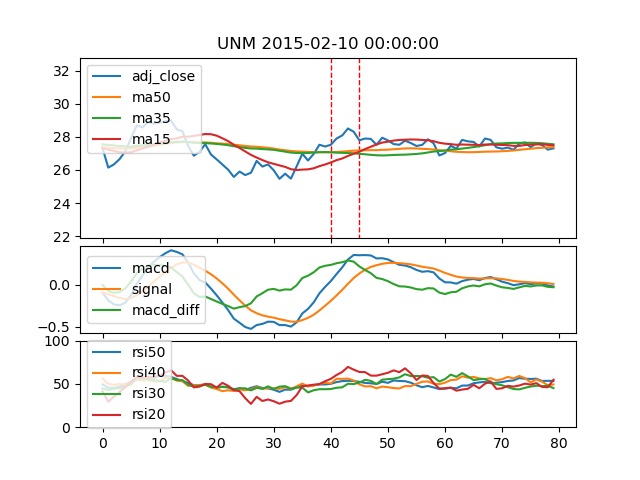 UNM 2015-02-10 00:00:00
32
30
28
26
24
22
adj_close
ma50
ma35
ma15
0.0
−0.5
macd
signal
macd_diff
100
50
0
rsi50
rsi40
rsi30
rsi20
0 10 20 30 40 50 60 70 80